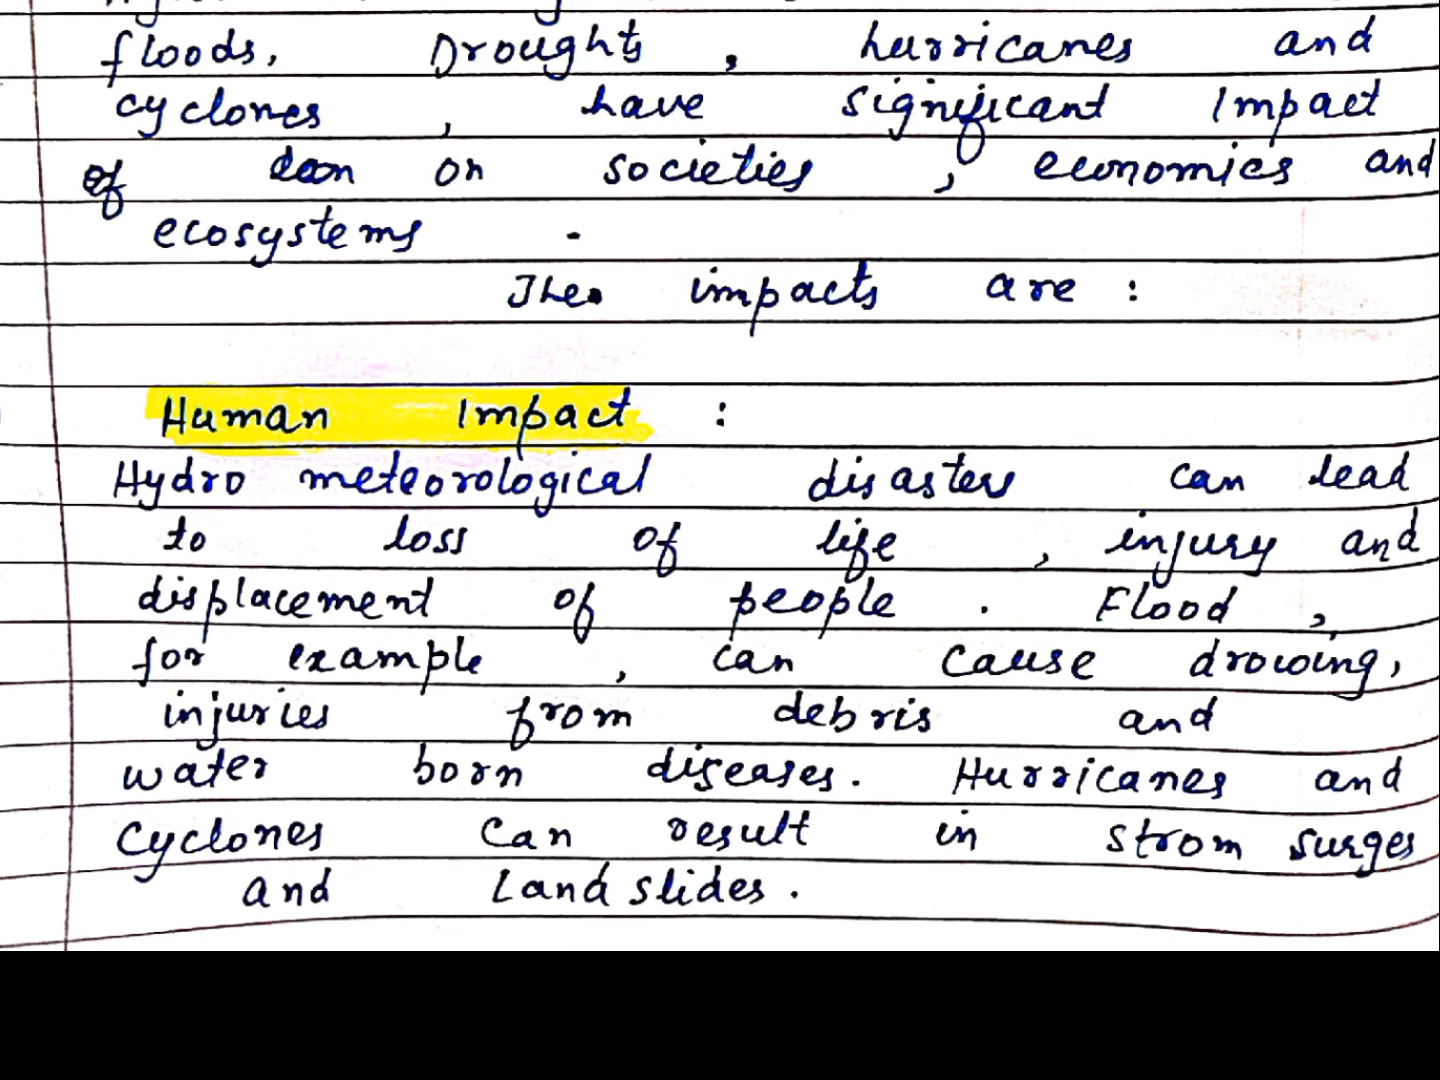 floods, Droughts, hurricanes and
cyclones, have significant Impact
of on societies, economics and
ecosystems.
The impacts are:
Human Impact:
Hydro meteorological disasters can lead
to loss of life, injury and
displacement of people. Flood,
for example, can cause drowing,
injuries from debris and
water born diseases. Hurricanes and
Cyclones Can result in strom surges
and Land slides.